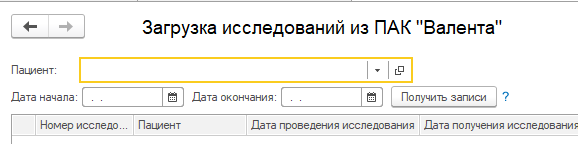 Загрузка исследований из ПАК "Валента"
Пациент:
Дата начала: . . Дата окончания: . . Получить записи ?
Номер исследо... Пациент Дата проведения исследования Дата получения исследования